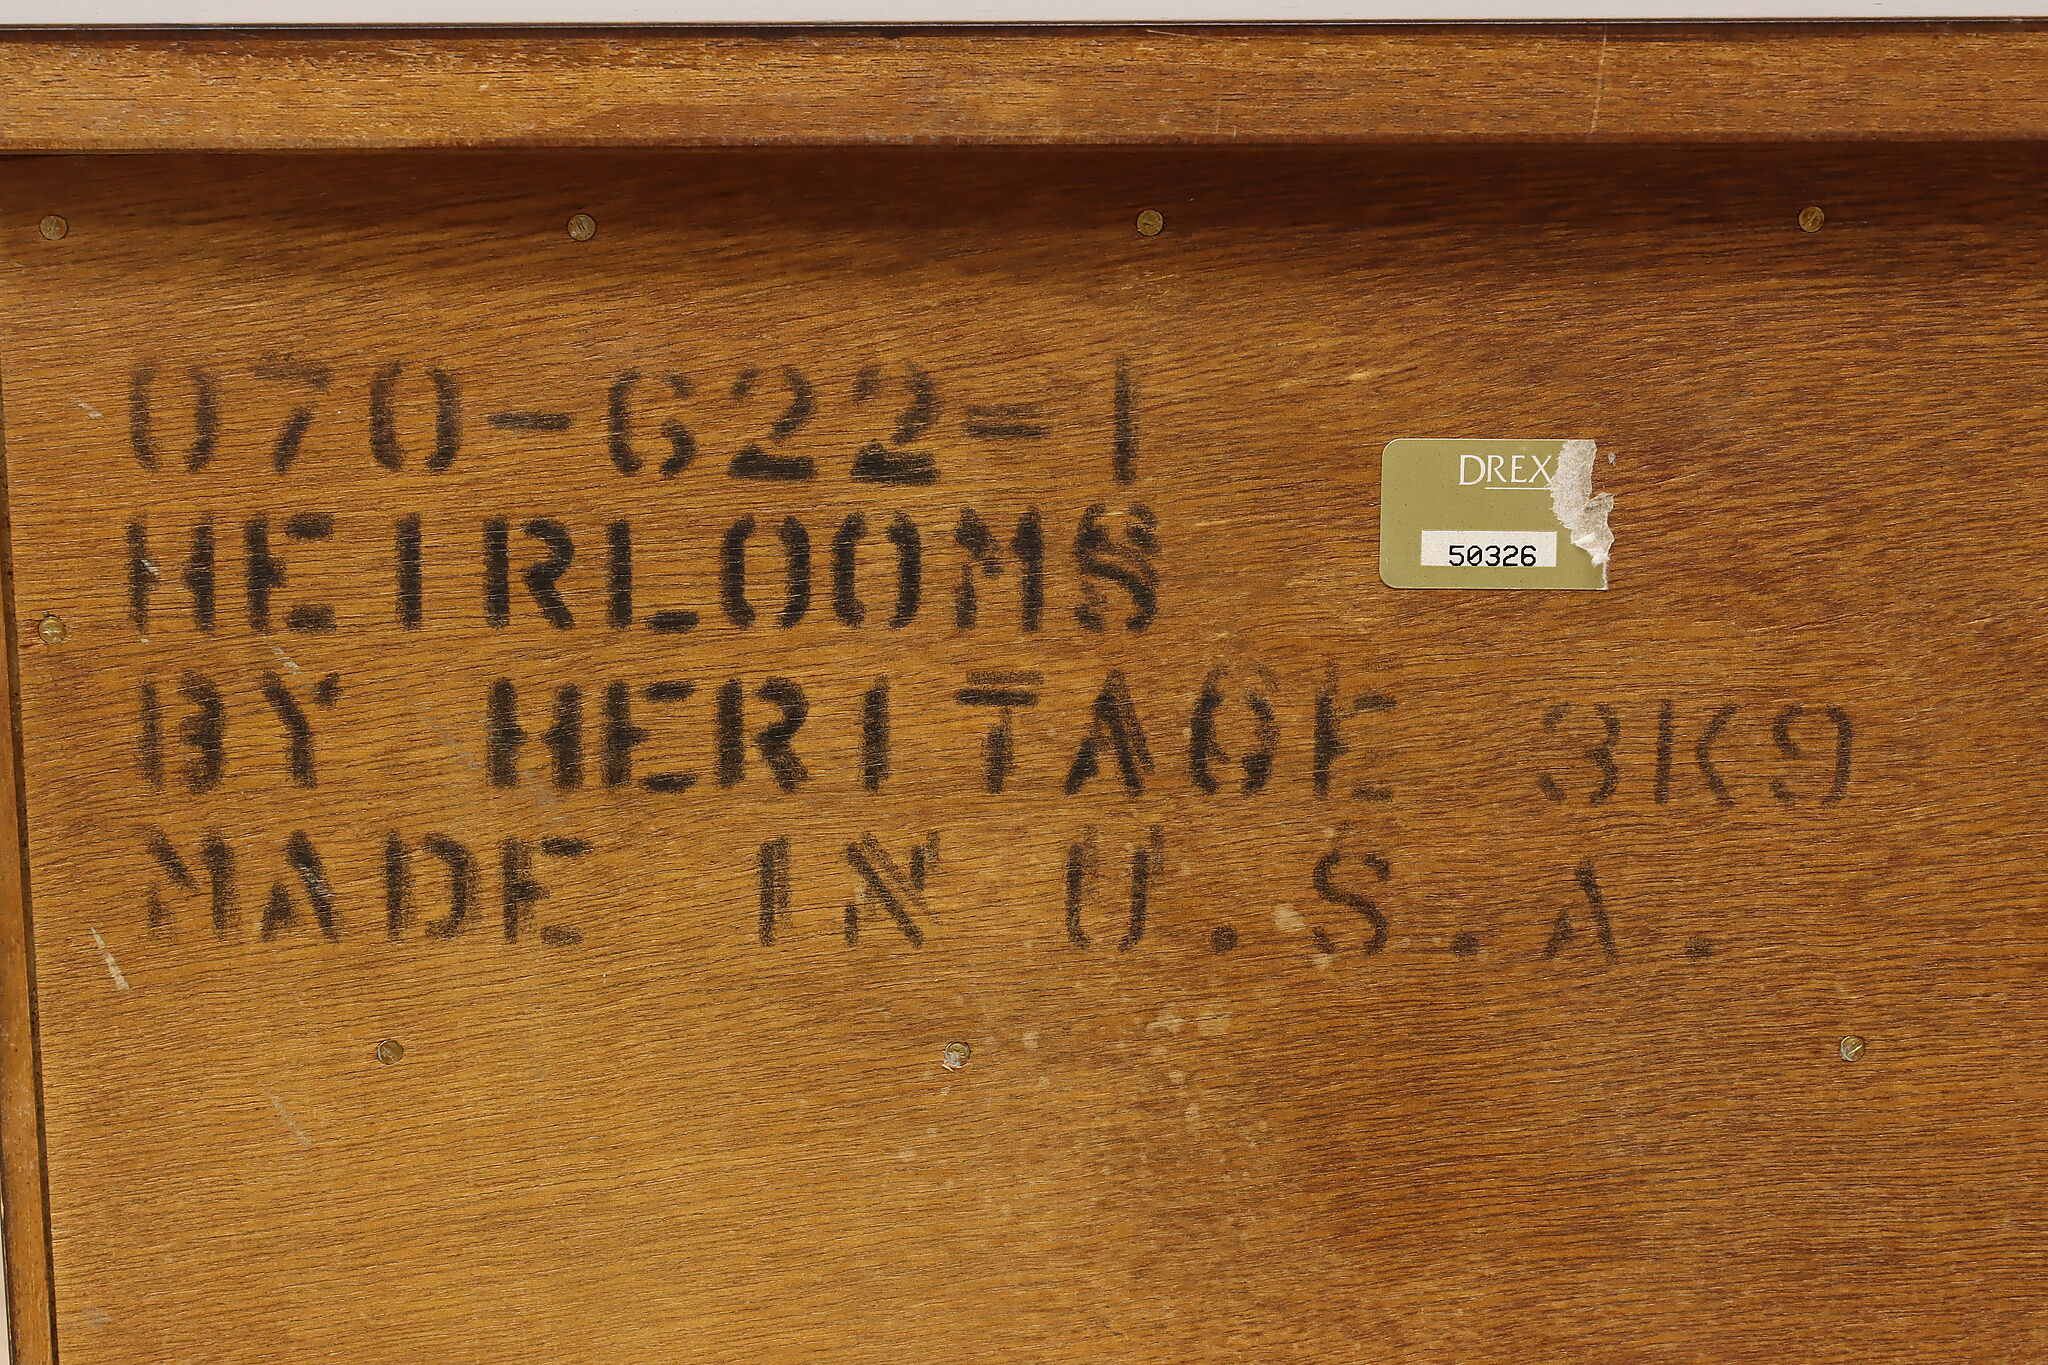 070-622-1
HEIRLOOMS
BY HERITAGE 3K9
MADE IN U.S.A.
DREX
50326